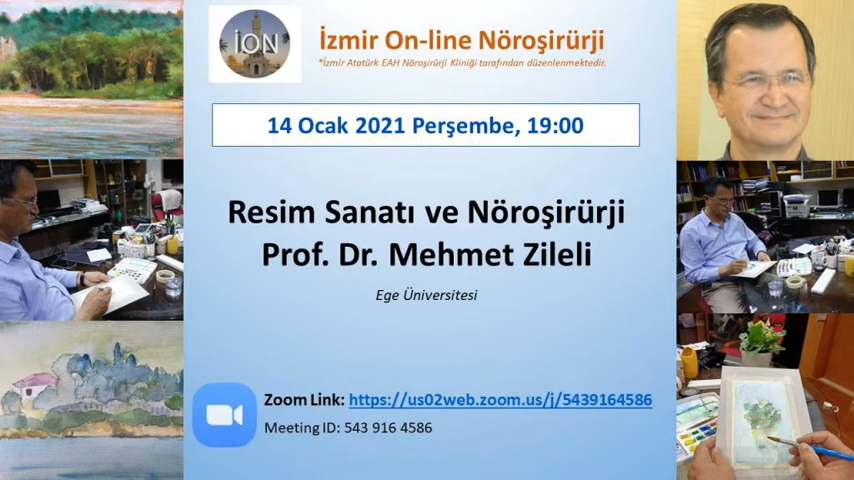 İON
İzmir On-line Nöroşirürji
*İzmir Atatürk EAH Nöroşirürji Kliniği tarafından düzenlenmektedir.
14 Ocak 2021 Perşembe, 19:00
Resim Sanatı ve Nöroşirürji
Prof. Dr. Mehmet Zileli
Ege Üniversitesi
Zoom Link: https://us02web.zoom.us/j/5439164586
Meeting ID: 543 916 4586